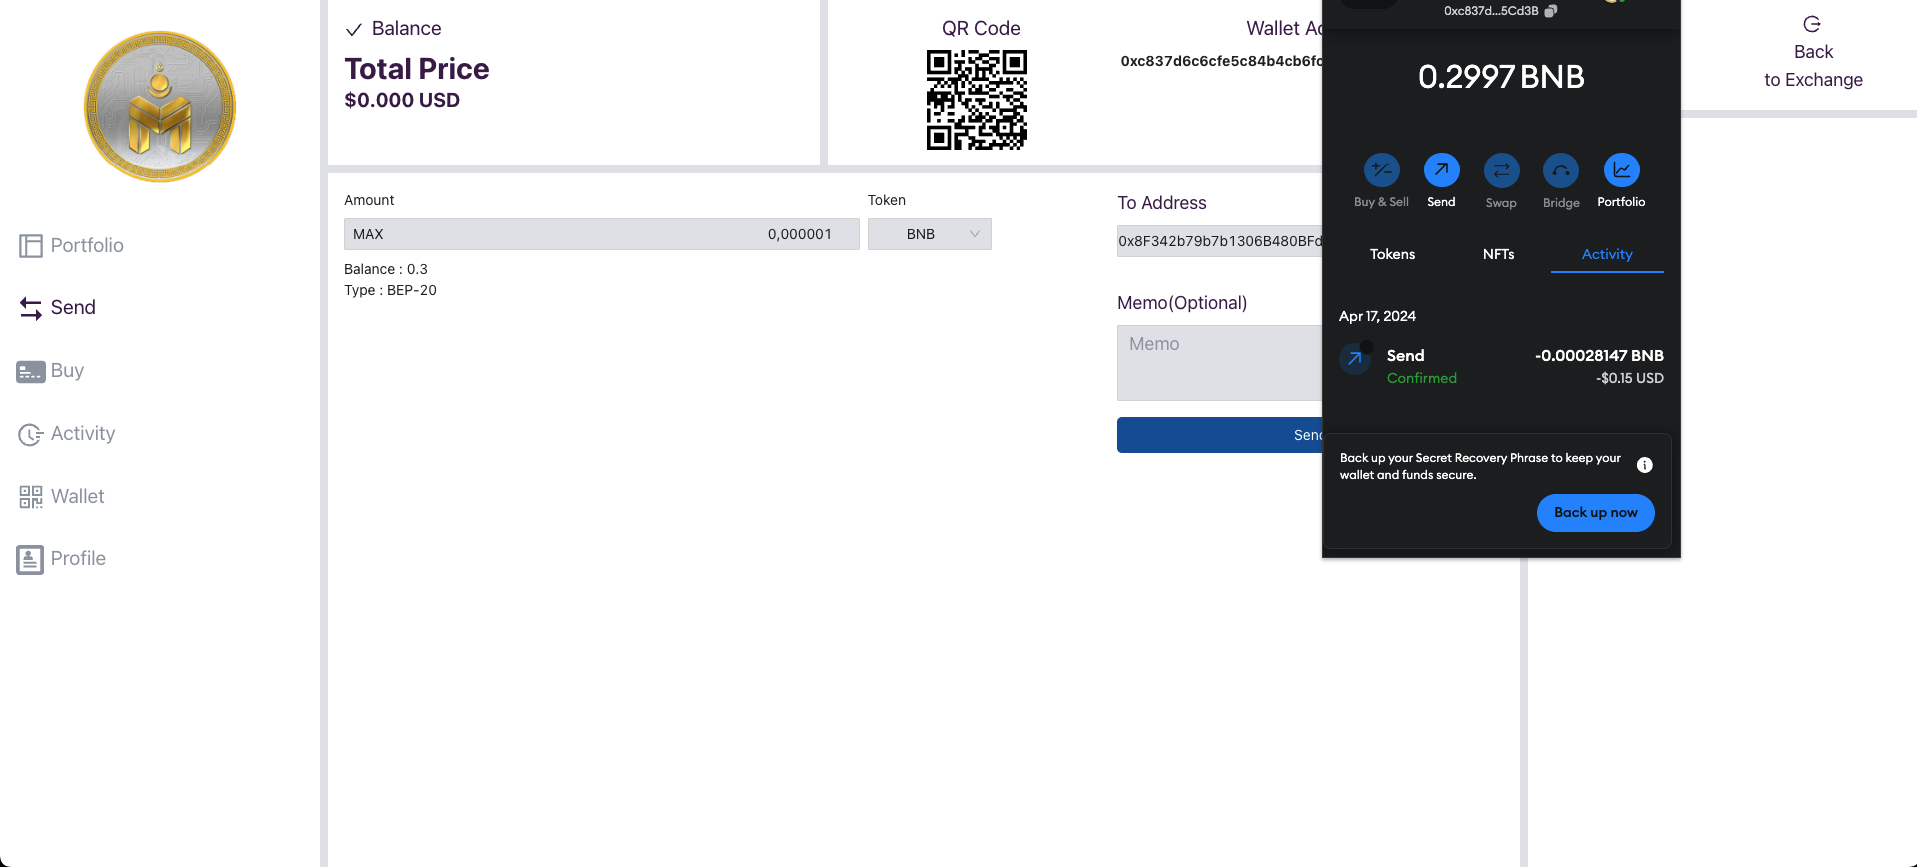 Portfolio
Send
Buy
Activity
Wallet
Profile
Balance
Total Price
$0.000 USD
QR Code
Wallet
0xc837d6c6cfe5c84b4cb6fc
Amount
MAX
0,000001
Token
BNB
Balance : 0.3
Type : BEP-20
To Address
0x8F342b79b7b1306B480BFd
Memo(Optional)
Memo
Send
0xc837d...5Cd3B
0.2997 BNB
Buy & Sell
Send
Swap
Bridge
Portfolio
Tokens
NFTs
Activity
Apr 17, 2024
Send
-0.00028147 BNB
Confirmed
-$0.15 USD
Back up your Secret Recovery Phrase to keep your
wallet and funds secure.
Back up now
Back
to Exchange